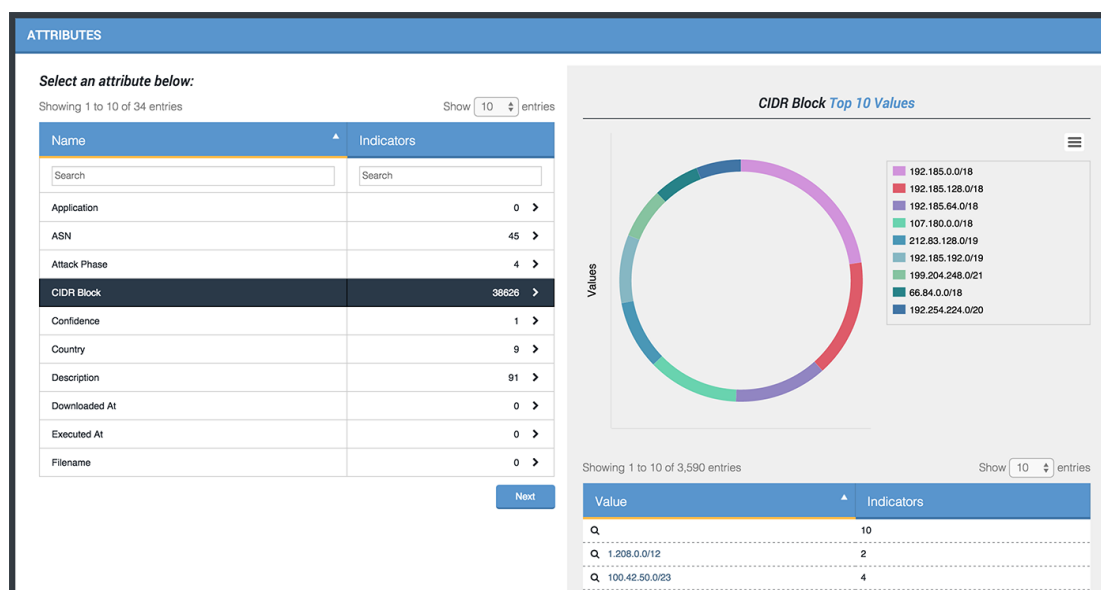 ATTRIBUTES
Select an attribute below:
Showing 1 to 10 of 34 entries
Show 10 entries
Name Indicators
Search Search
Application 0
ASN 45
Attack Phase 4
CIDR Block 38626
Confidence 1
Country 9
Description 91
Downloaded At 0
Executed At 0
Filename 0
Next
CIDR Block Top 10 Values
Values
192.185.0.0/18
192.185.128.0/18
192.185.64.0/18
107.180.0.0/18
212.83.128.0/19
192.185.192.0/19
199.204.248.0/21
66.84.0.0/18
192.254.224.0/20
Showing 1 to 10 of 3,590 entries
Show 10 entries
Value Indicators
10
1.208.0.0/12 2
100.42.50.0/23 4